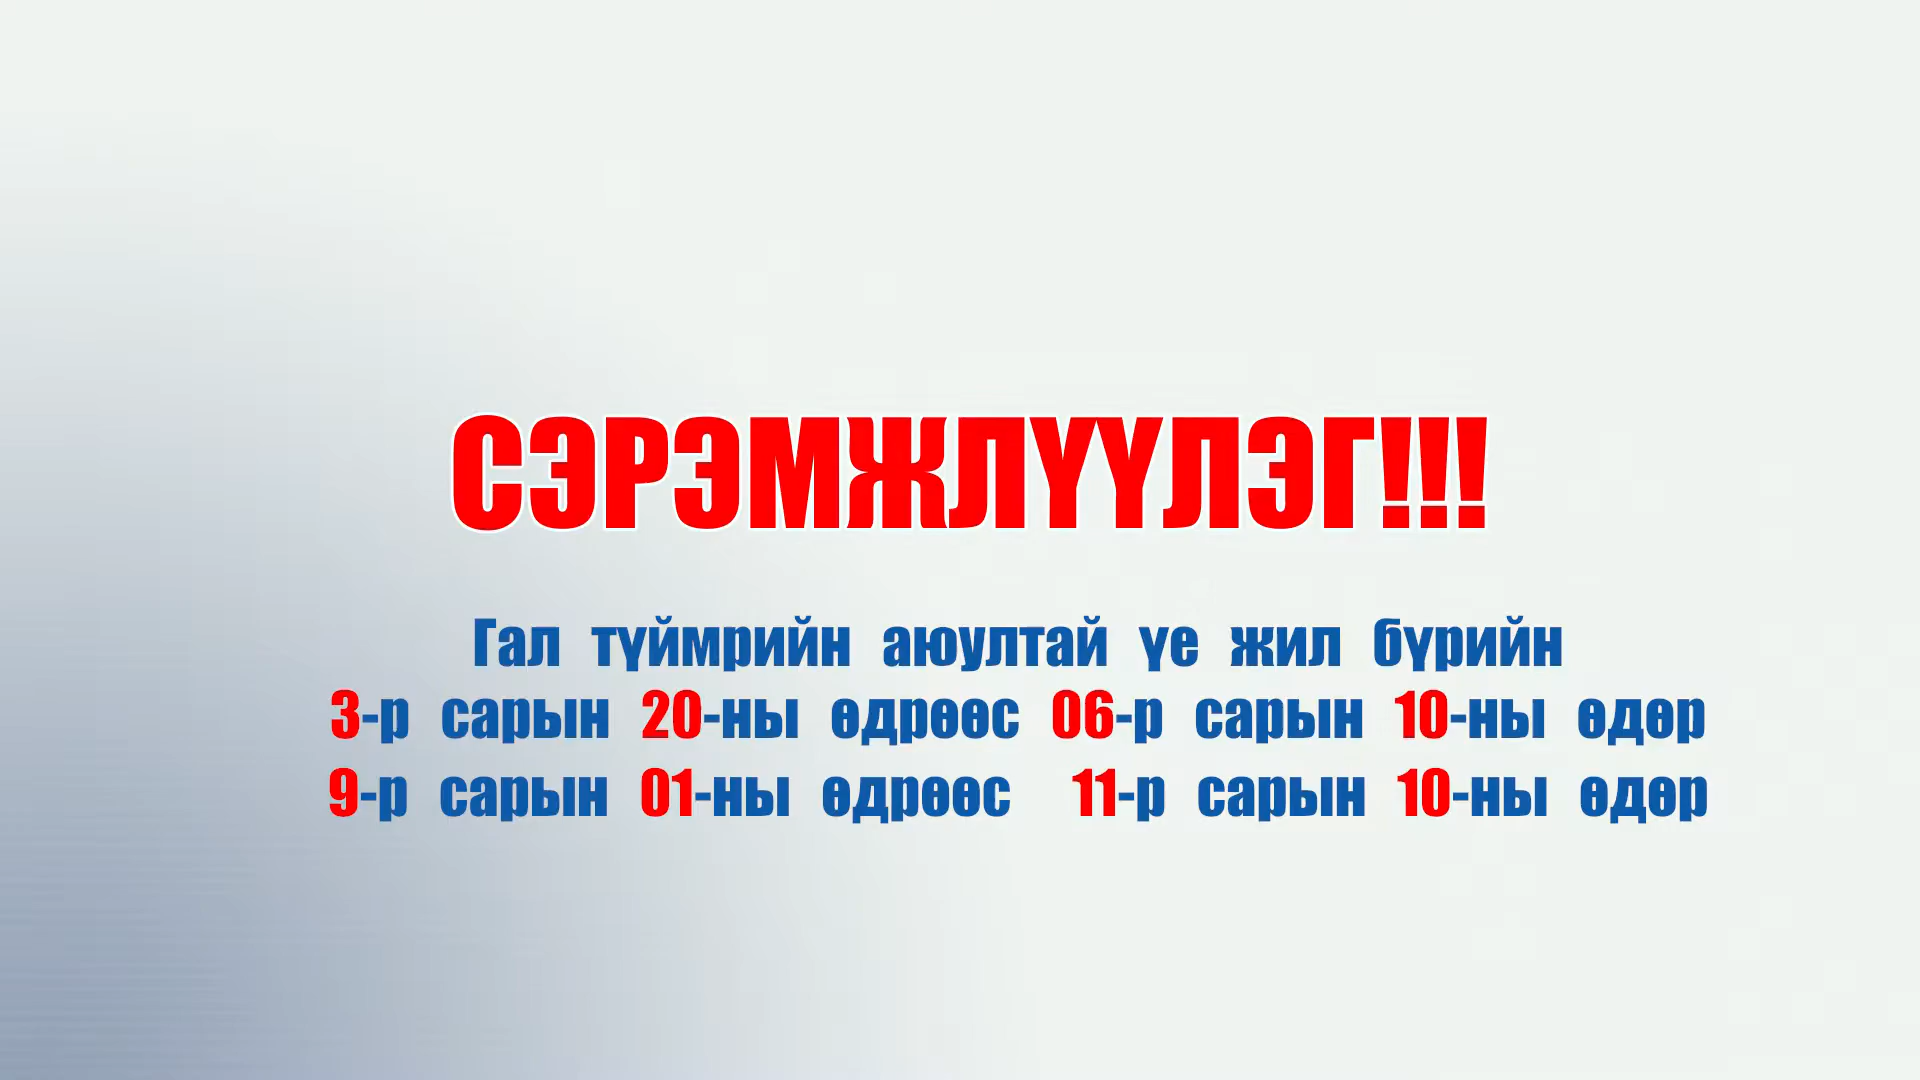 СЭРЭМЖЛҮҮЛЭГ!!!
Гал түймрийн аюултай үе жил бүрийн
3-р сарын 20-ны өдрөөс 06-р сарын 10-ны өдөр
9-р сарын 01-ны өдрөөс 11-р сарын 10-ны өдөр